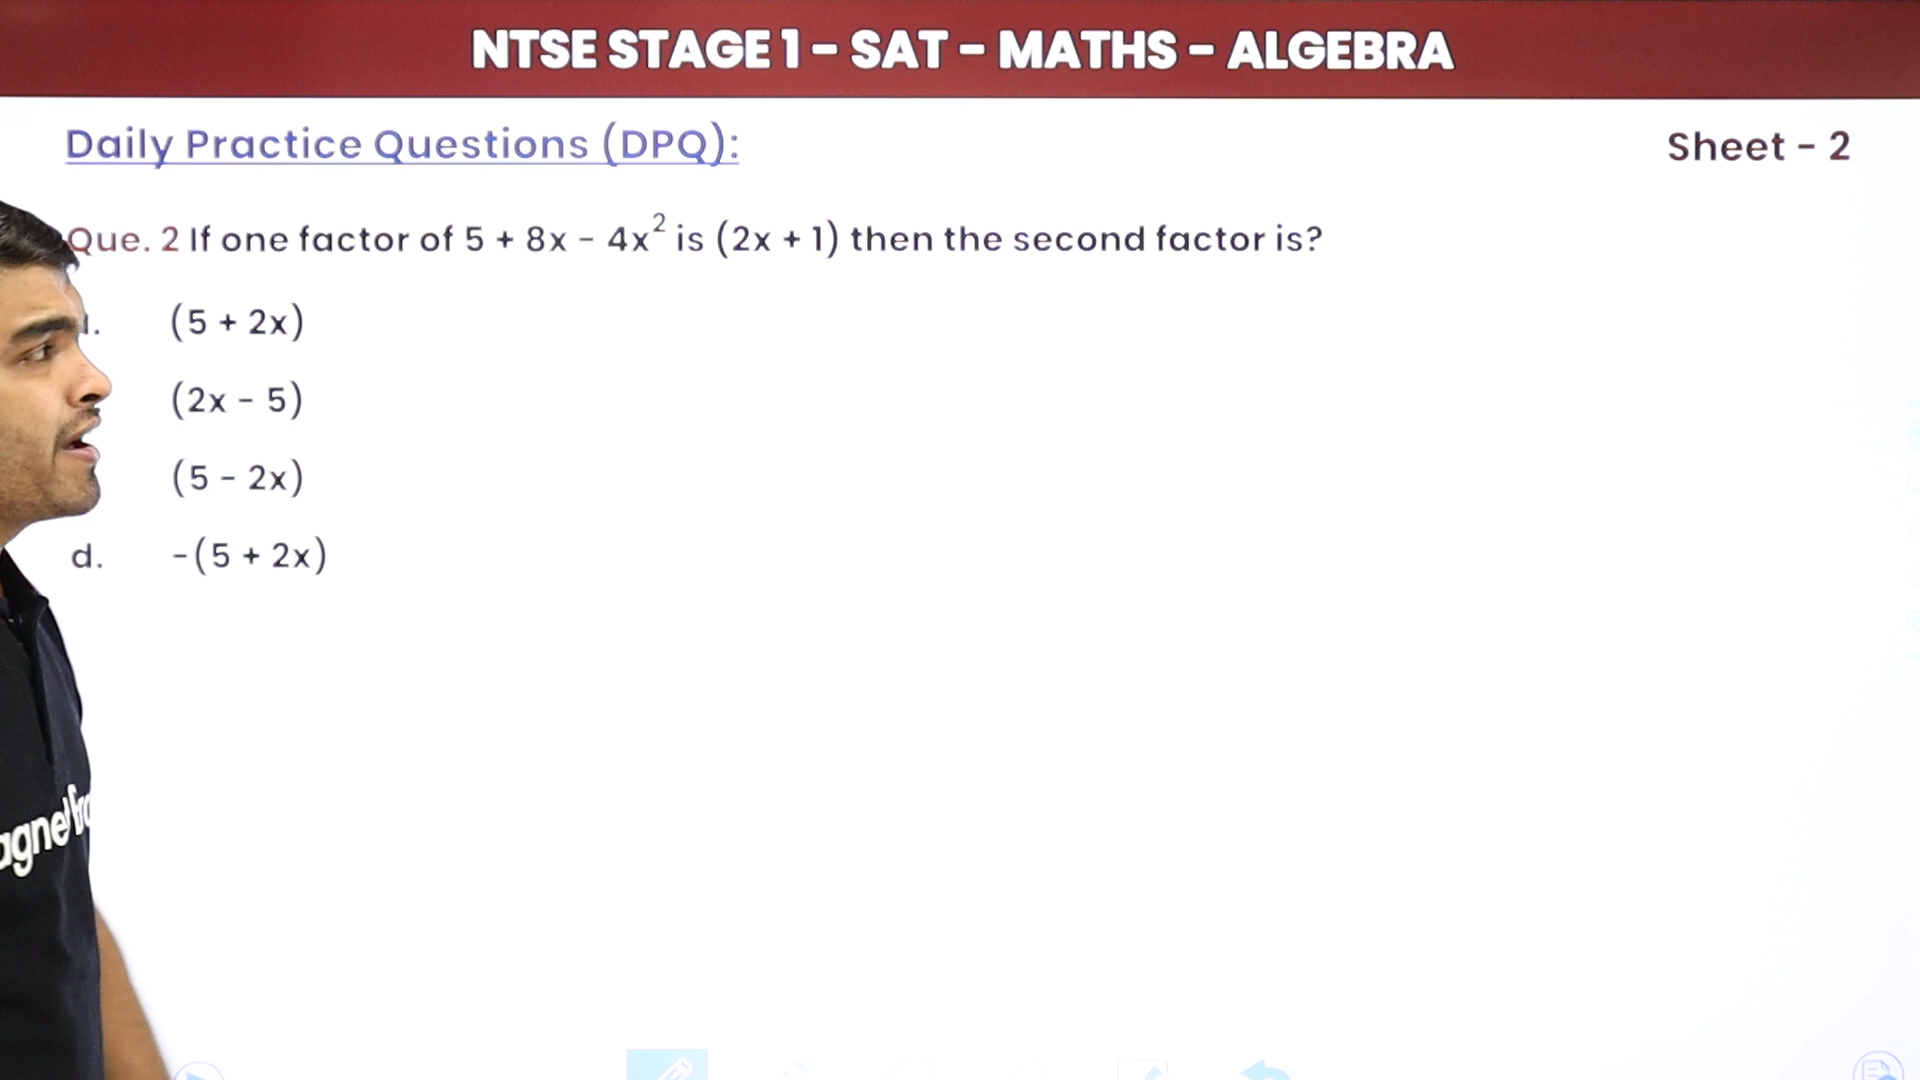 NTSE STAGE 1 - SAT - MATHS - ALGEBRA
Daily Practice Questions (DPQ):
Sheet - 2
Que. 2 If one factor of 5 + 8x - 4x² is (2x + 1) then the second factor is?
(5 + 2x)
(2x - 5)
(5 - 2x)
d. -(5 + 2x)